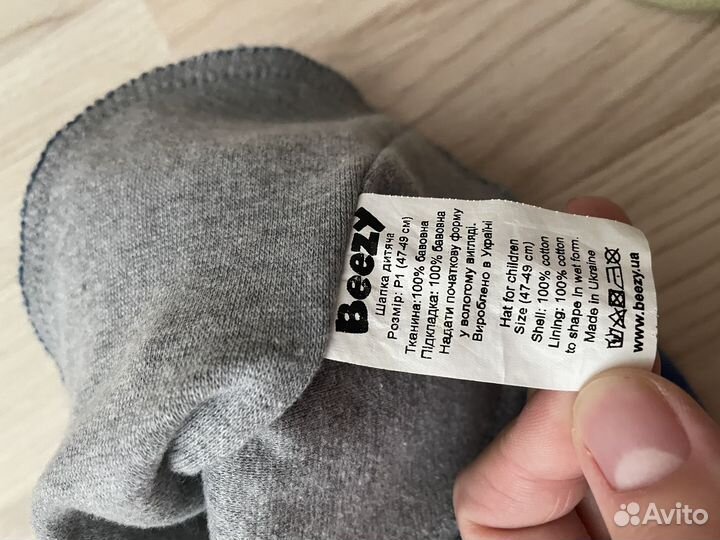 Beezy
Шапка дитяча
Розмір: Р1 (47-49 см)
Тканина:100% бавовна
Підкладка: 100% бавовна
Надати початкову форму
у вологому вигляді.
Вироблено в Україні
Hat for children
Size (47-49 cm)
Shell: 100% cotton
Lining: 100% cotton
to shape in wet form.
Made in Ukraine
www.beezy.ua
Avito